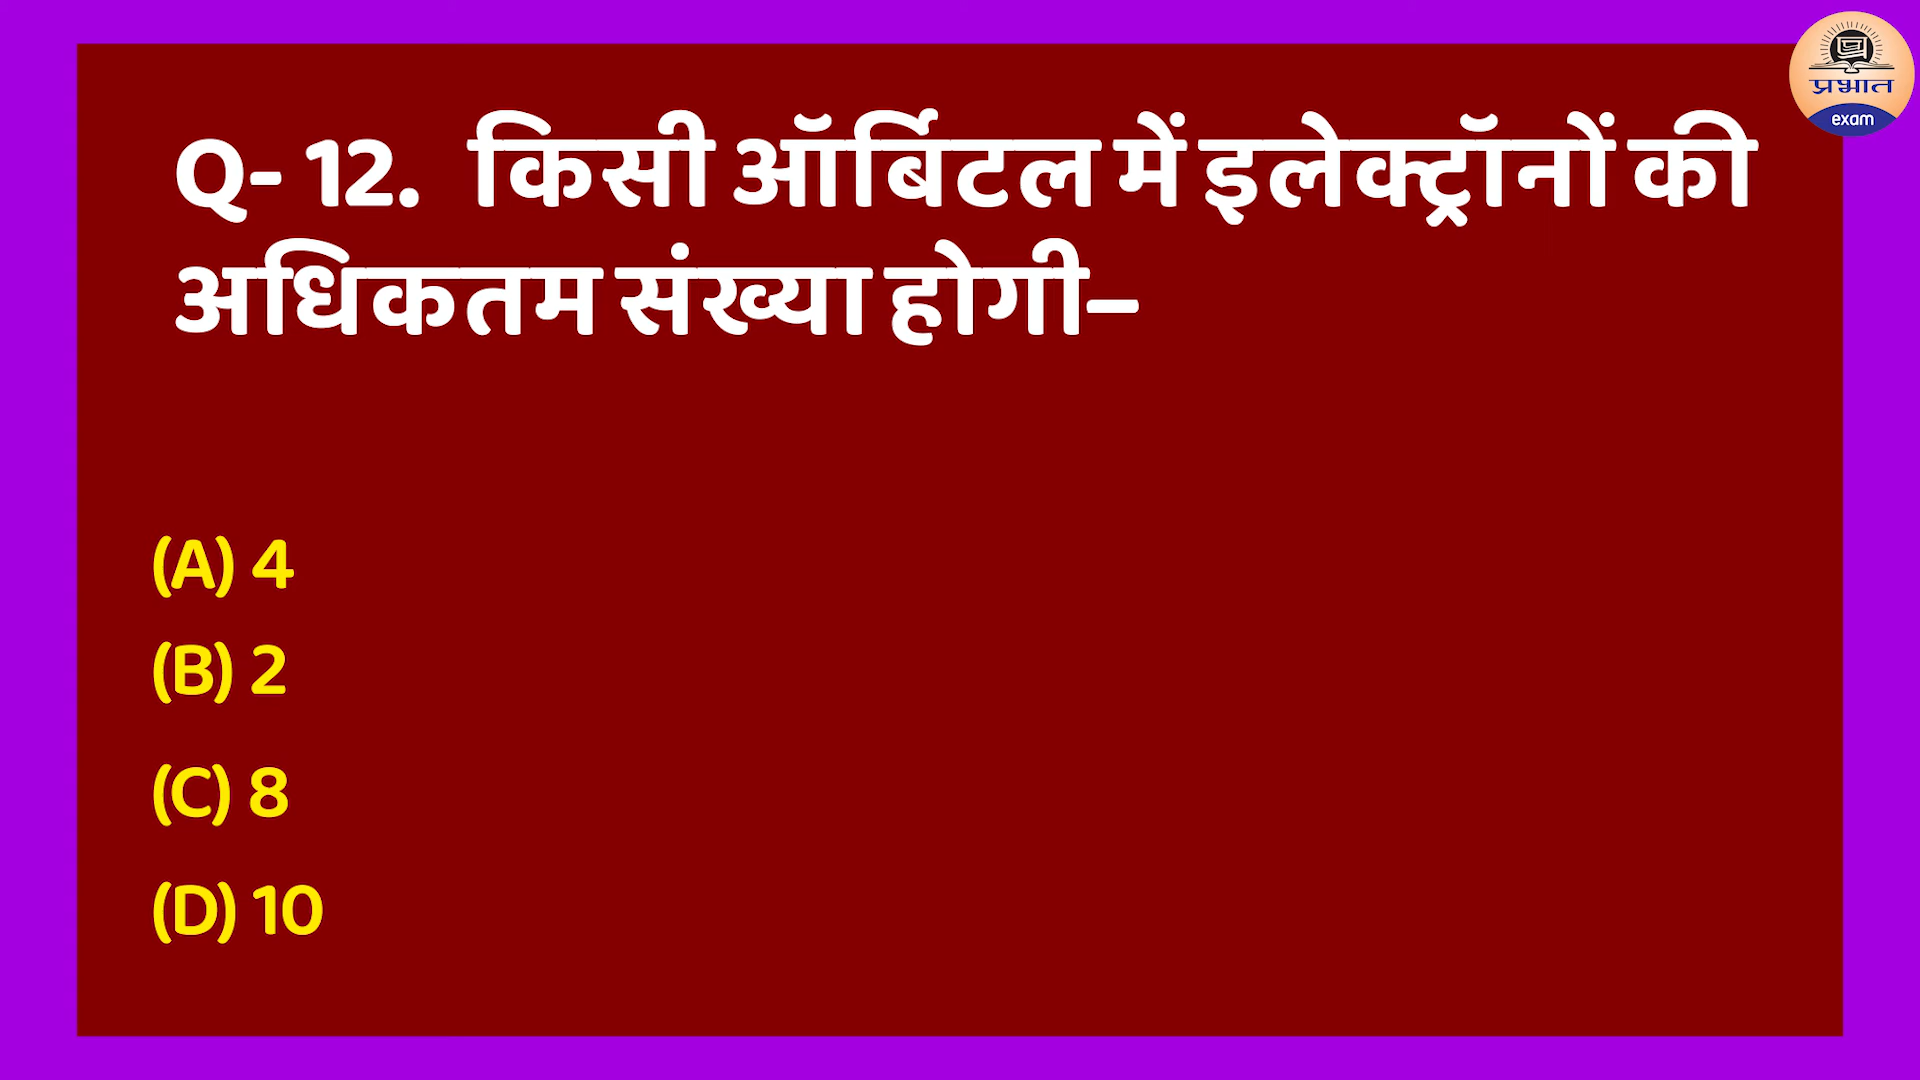 प्रभात
exam
Q- 12. किसी ऑर्बिटल में इलेक्ट्रॉनों की
अधिकतम संख्या होगी–
(A) 4
(B) 2
(C) 8
(D) 10